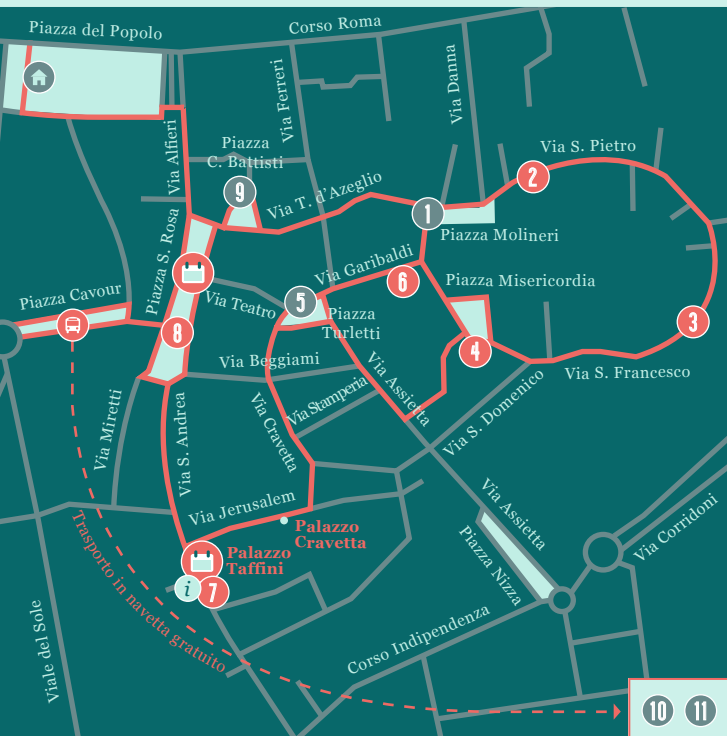 Piazza del Popolo
Corso Roma
Via Danna
Via Ferreri
Via Alfieri
Piazza
C. Battisti
Via S. Pietro
2
9
Via T. d'Azeglio
1
Piazza Molineri
Piazza S. Rosa
Via Garibaldi
6
Piazza Misericordia
Piazza Cavour
Via Teatro
5
Piazza
Turletti
8
3
4
Via Beggiami
Via Assietta
Via S. Francesco
Via Stamperia
Via Miretti
Via S. Andrea
Via Cravetta
Via S. Domenico
Via Jerusalem
Palazzo
Cravetta
Via Assietta
Piazza Nizza
Via Corridoni
Palazzo
Taffini
i
7
Trasporto in navetta gratuito
Viale del Sole
Corso Indipendenza
10
11